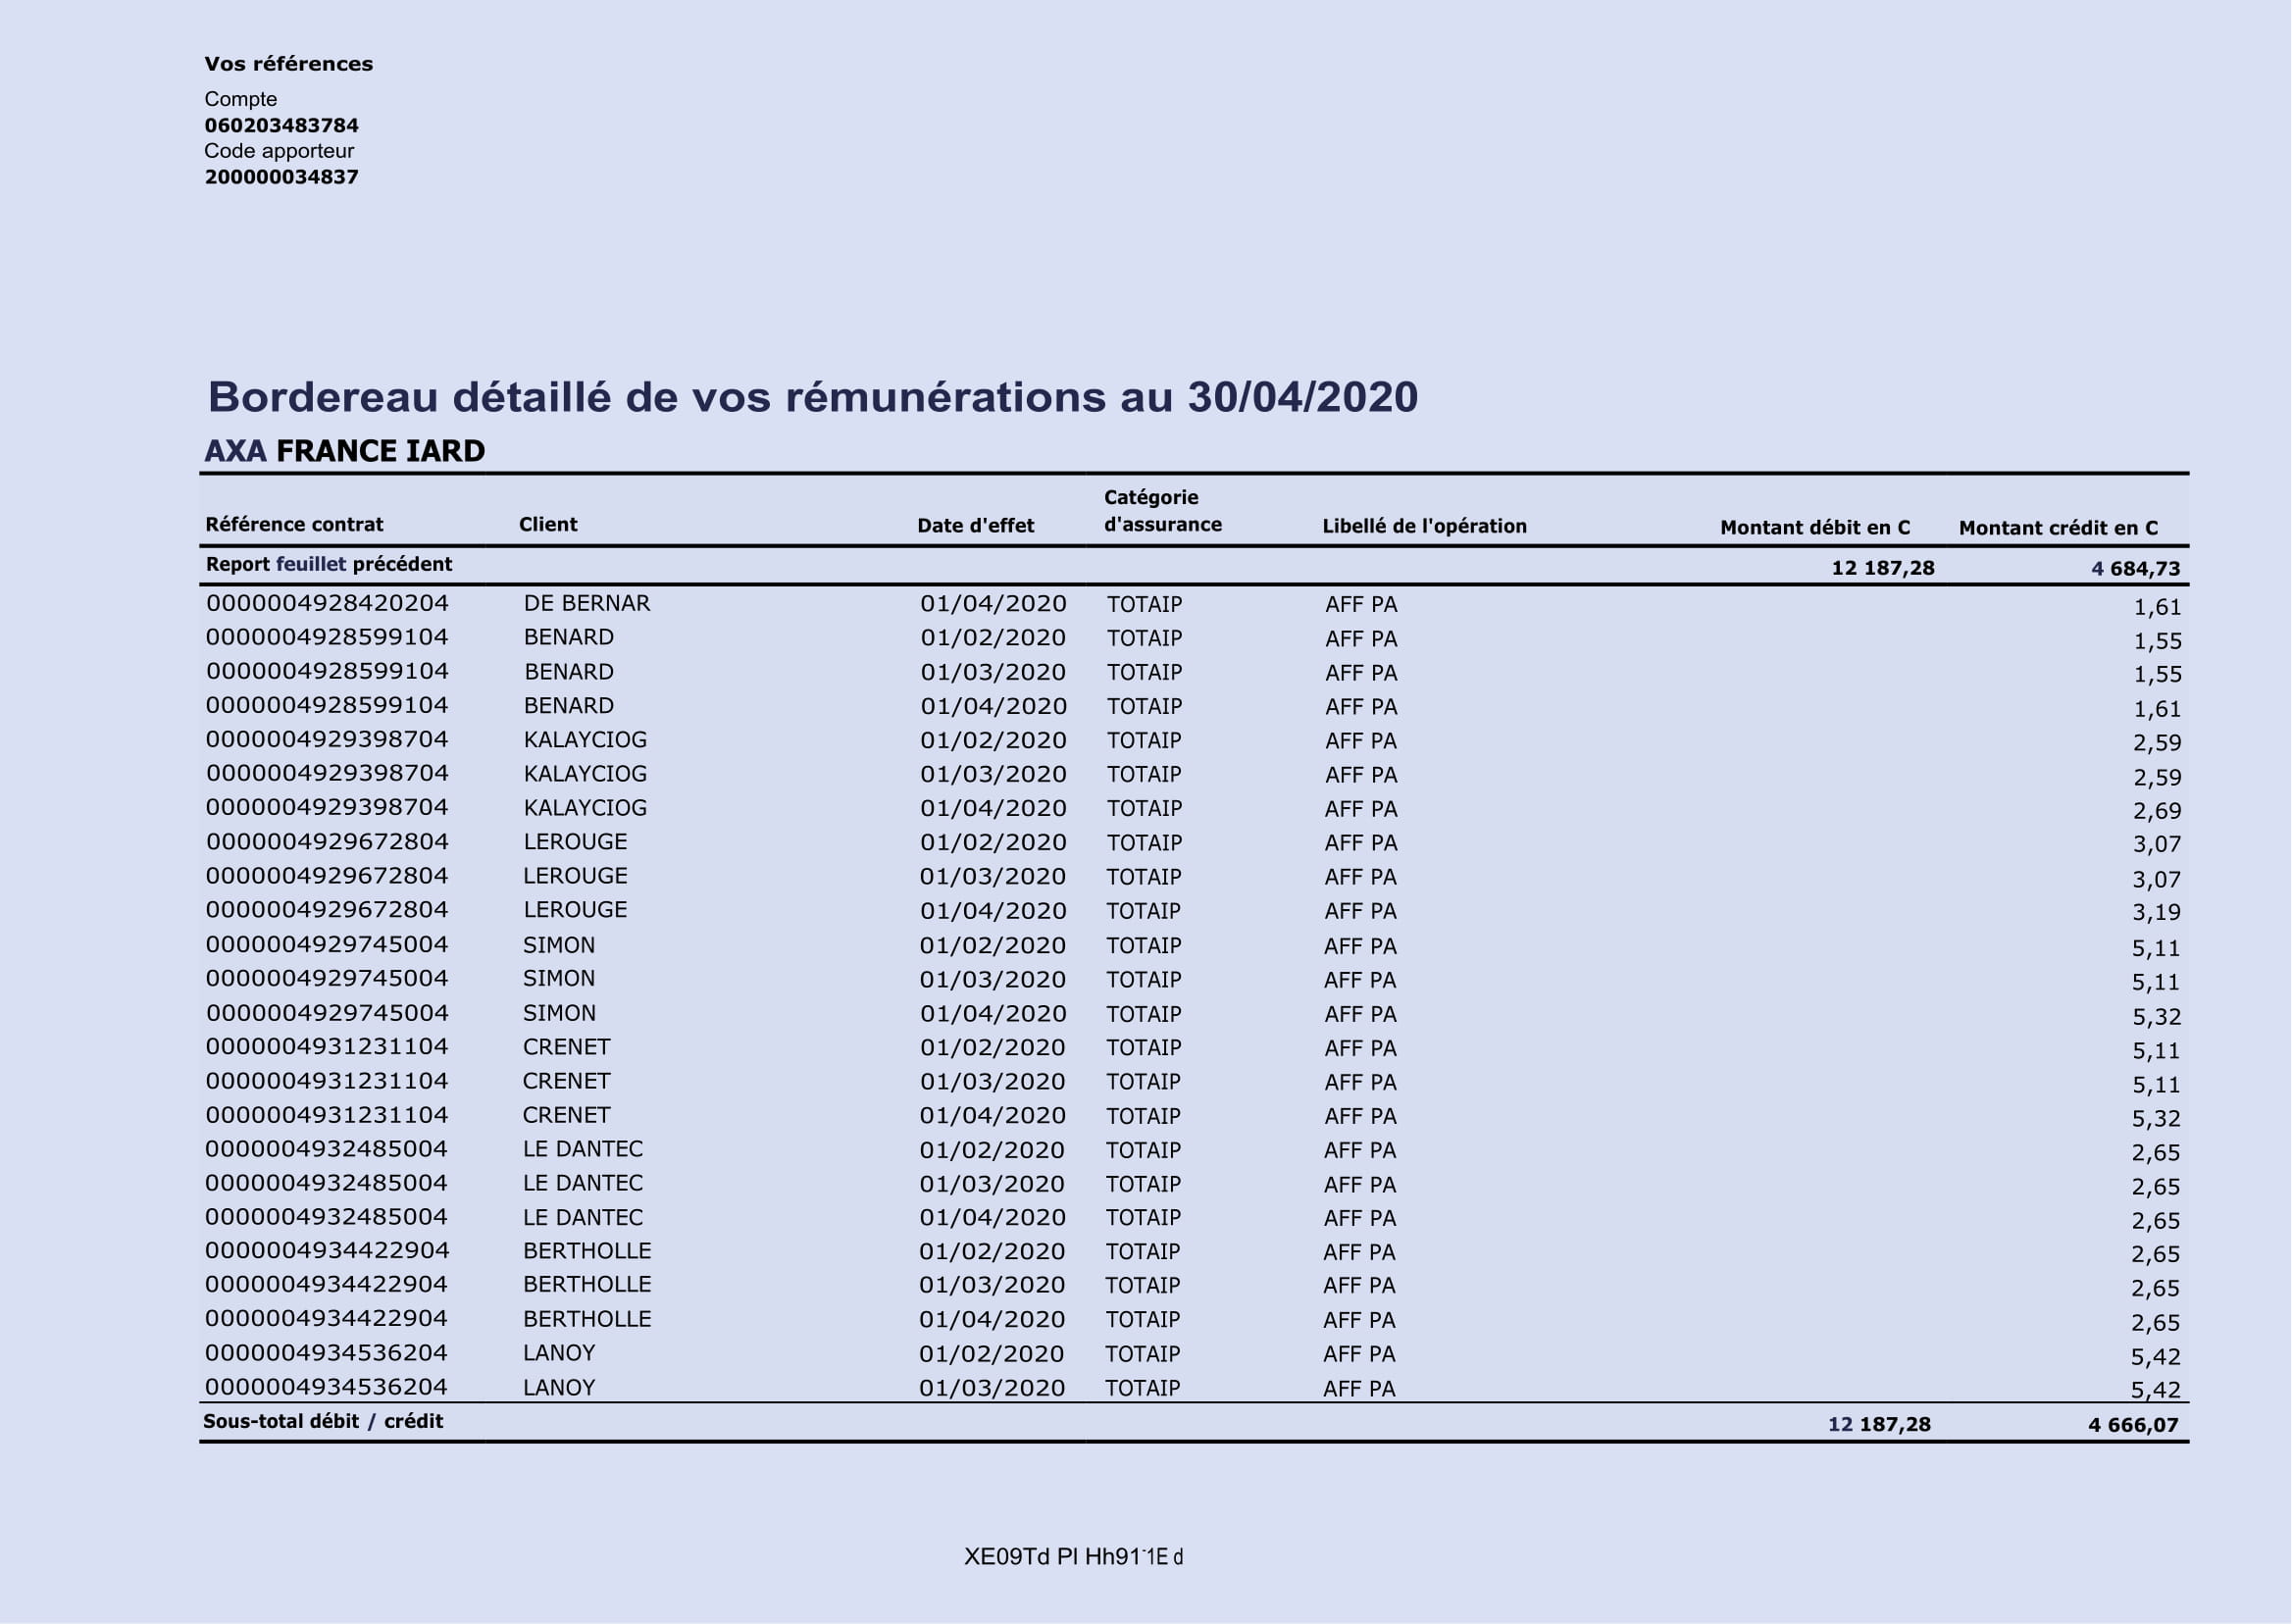 Vos références
Compte
060203483784
Code apporteur
200000034837
Bordereau détaillé de vos rémunérations au 30/04/2020
AXA FRANCE IARD
Référence contrat Client Date d'effet Catégorie d'assurance Libellé de l'opération Montant débit en C Montant crédit en C
Report feuillet précédent 12 187,28 4 684,73
0000004928420204 DE BERNAR 01/04/2020 TOTAIP AFF PA 1,61
0000004928599104 BENARD 01/02/2020 TOTAIP AFF PA 1,55
0000004928599104 BENARD 01/03/2020 TOTAIP AFF PA 1,55
0000004928599104 BENARD 01/04/2020 TOTAIP AFF PA 1,61
0000004929398704 KALAYCIOG 01/02/2020 TOTAIP AFF PA 2,59
0000004929398704 KALAYCIOG 01/03/2020 TOTAIP AFF PA 2,59
0000004929398704 KALAYCIOG 01/04/2020 TOTAIP AFF PA 2,69
0000004929672804 LEROUGE 01/02/2020 TOTAIP AFF PA 3,07
0000004929672804 LEROUGE 01/03/2020 TOTAIP AFF PA 3,07
0000004929672804 LEROUGE 01/04/2020 TOTAIP AFF PA 3,19
0000004929745004 SIMON 01/02/2020 TOTAIP AFF PA 5,11
0000004929745004 SIMON 01/03/2020 TOTAIP AFF PA 5,11
0000004929745004 SIMON 01/04/2020 TOTAIP AFF PA 5,32
0000004931231104 CRENET 01/02/2020 TOTAIP AFF PA 5,11
0000004931231104 CRENET 01/03/2020 TOTAIP AFF PA 5,11
0000004931231104 CRENET 01/04/2020 TOTAIP AFF PA 5,32
0000004932485004 LE DANTEC 01/02/2020 TOTAIP AFF PA 2,65
0000004932485004 LE DANTEC 01/03/2020 TOTAIP AFF PA 2,65
0000004932485004 LE DANTEC 01/04/2020 TOTAIP AFF PA 2,65
0000004934422904 BERTHOLLE 01/02/2020 TOTAIP AFF PA 2,65
0000004934422904 BERTHOLLE 01/03/2020 TOTAIP AFF PA 2,65
0000004934422904 BERTHOLLE 01/04/2020 TOTAIP AFF PA 2,65
0000004934536204 LANOY 01/02/2020 TOTAIP AFF PA 5,42
0000004934536204 LANOY 01/03/2020 TOTAIP AFF PA 5,42
Sous-total débit / crédit 12 187,28 4 666,07
XE09Td Pl Hh91-1E d